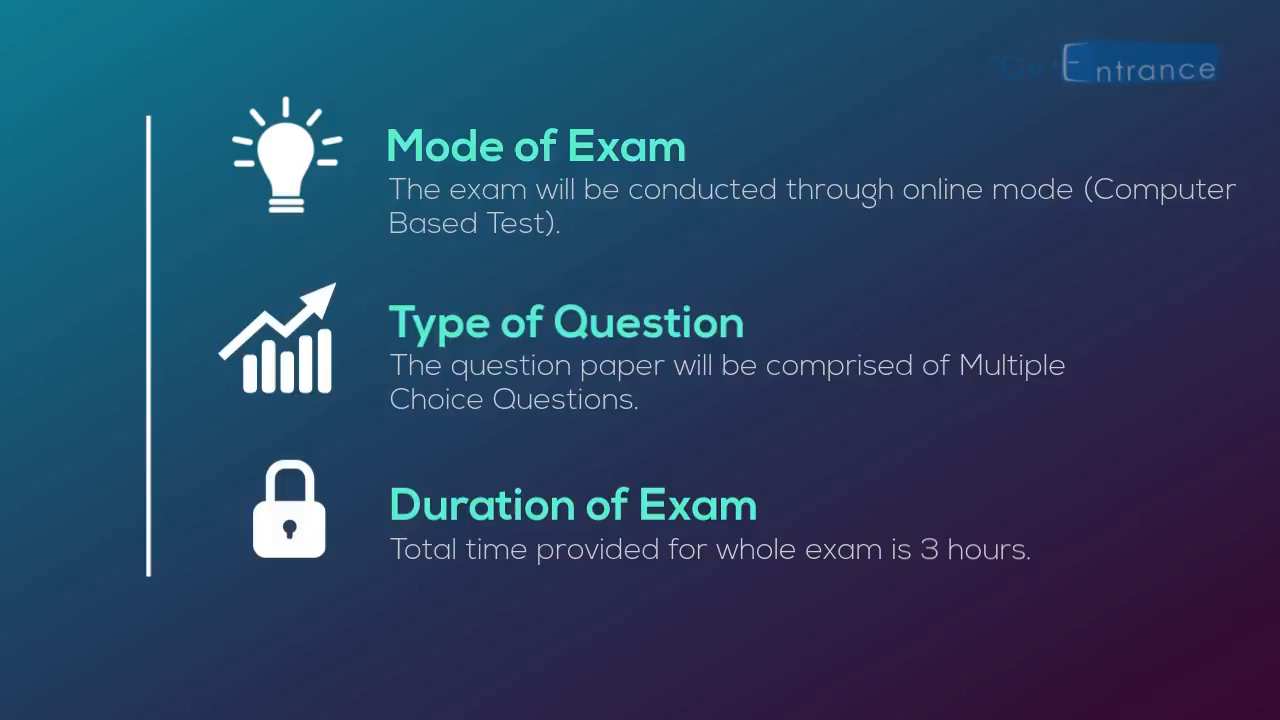 GetEntrance
Mode of Exam
The exam will be conducted through online mode (Computer
Based Test).
Type of Question
The question paper will be comprised of Multiple
Choice Questions.
Duration of Exam
Total time provided for whole exam is 3 hours.